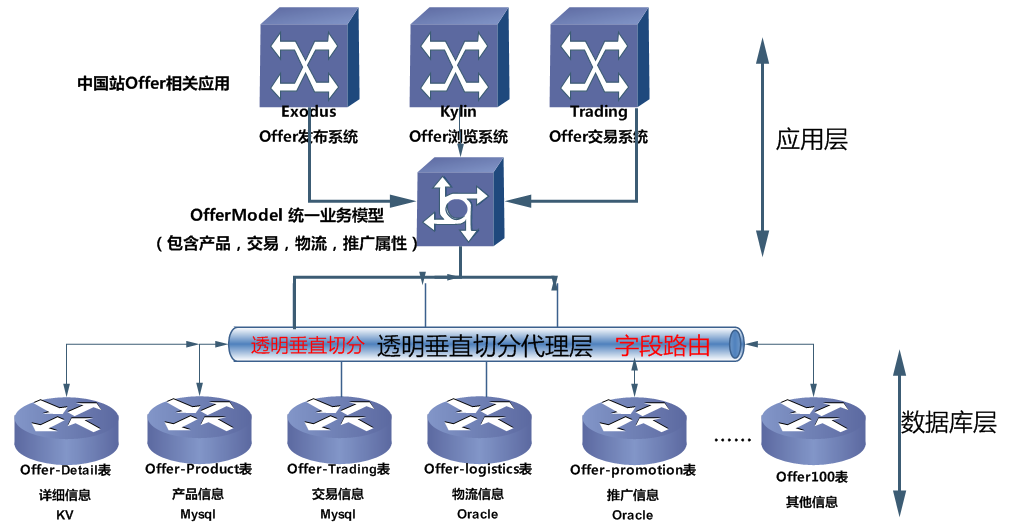 中国站Offer相关应用
Exodus
Offer发布系统
Kylin
Offer浏览系统
Trading
Offer交易系统
应用层
OfferModel 统一业务模型
（包含产品，交易，物流，推广属性）
透明垂直切分
透明垂直切分代理层
字段路由
数据库层
Offer-Detail表
详细信息
KV
Offer-Product表
产品信息
Mysql
Offer-Trading表
交易信息
Mysql
Offer-logistics表
物流信息
Oracle
Offer-promotion表
推广信息
Oracle
……
Offer100表
其他信息